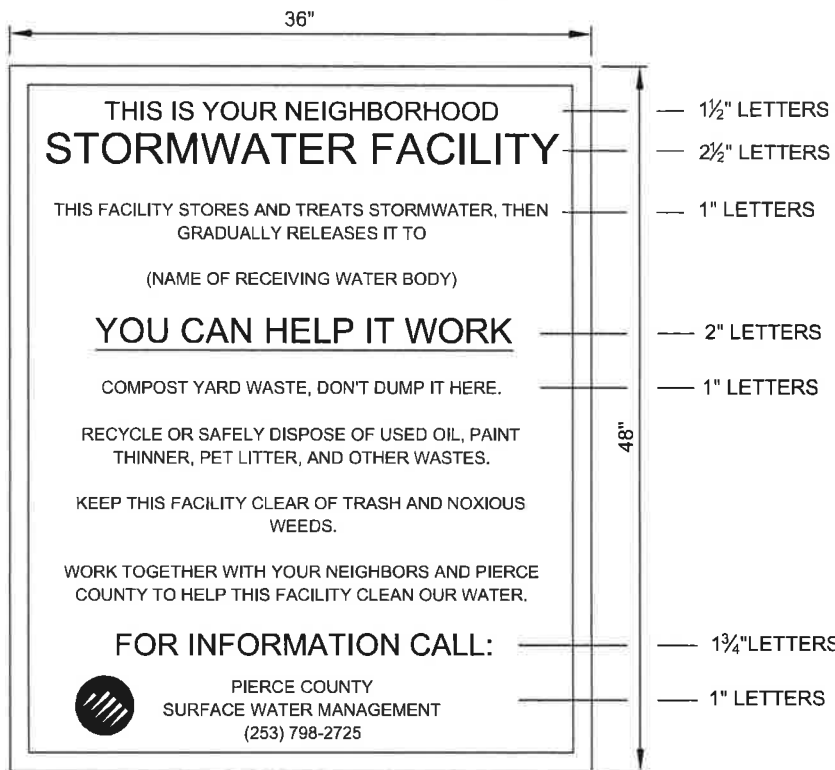 36"
THIS IS YOUR NEIGHBORHOOD
1½" LETTERS
STORMWATER FACILITY
2½" LETTERS
THIS FACILITY STORES AND TREATS STORMWATER, THEN
1" LETTERS
GRADUALLY RELEASES IT TO
(NAME OF RECEIVING WATER BODY)
YOU CAN HELP IT WORK
2" LETTERS
COMPOST YARD WASTE, DON'T DUMP IT HERE.
1" LETTERS
48"
RECYCLE OR SAFELY DISPOSE OF USED OIL, PAINT
THINNER, PET LITTER, AND OTHER WASTES.
KEEP THIS FACILITY CLEAR OF TRASH AND NOXIOUS
WEEDS.
WORK TOGETHER WITH YOUR NEIGHBORS AND PIERCE
COUNTY TO HELP THIS FACILITY CLEAN OUR WATER.
FOR INFORMATION CALL:
1¾"LETTERS
PIERCE COUNTY
SURFACE WATER MANAGEMENT
(253) 798-2725
1" LETTERS